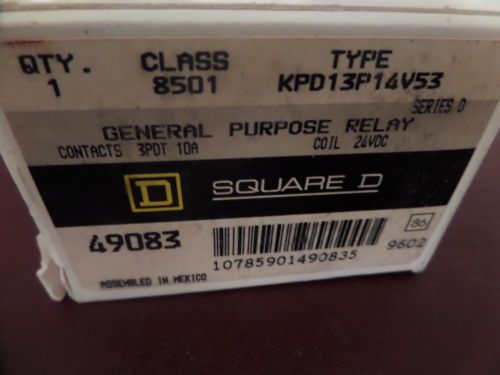 QTY. CLASS TYPE
1 8501 KPD13P14V53
SERIES D
GENERAL PURPOSE RELAY
CONTACTS 3PDT 10A COIL 24VDC
D SQUARE D
49083
86
10785901490835 9602
ASSEMBLED IN MEXICO